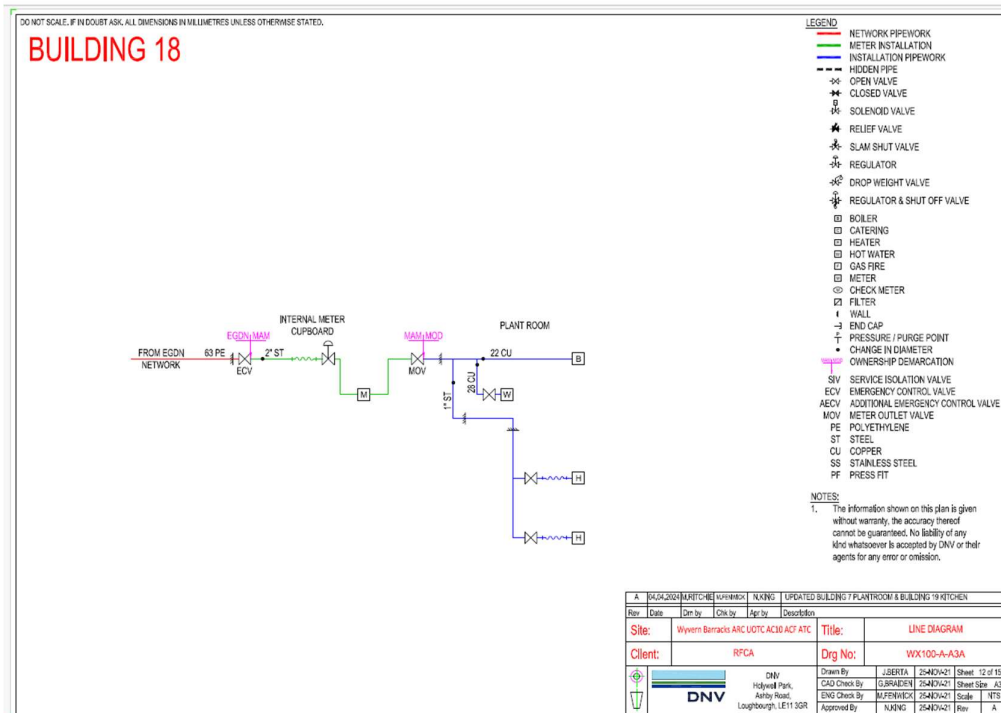 DO NOT SCALE. IF IN DOUBT ASK. ALL DIMENSIONS IN MILLIMETRES UNLESS OTHERWISE STATED.
BUILDING 18
FROM EGDN
NETWORK
63 PE
EGDN MAM
ECV
2" ST
INTERNAL METER
CUPBOARD
M
MAM MOD
MOV
PLANT ROOM
22 CU
B
28 CU
W
1" ST
H
H
LEGEND
NETWORK PIPEWORK
METER INSTALLATION
INSTALLATION PIPEWORK
HIDDEN PIPE
OPEN VALVE
CLOSED VALVE
SOLENOID VALVE
RELIEF VALVE
SLAM SHUT VALVE
REGULATOR
DROP WEIGHT VALVE
REGULATOR & SHUT OFF VALVE
BOILER
CATERING
HEATER
HOT WATER
GAS FIRE
METER
CHECK METER
FILTER
WALL
END CAP
PRESSURE / PURGE POINT
CHANGE IN DIAMETER
OWNERSHIP DEMARCATION
SIV SERVICE ISOLATION VALVE
ECV EMERGENCY CONTROL VALVE
AECV ADDITIONAL EMERGENCY CONTROL VALVE
MOV METER OUTLET VALVE
PE POLYETHYLENE
ST STEEL
CU COPPER
SS STAINLESS STEEL
PF PRESS FIT
NOTES:
1. The information shown on this plan is given
without warranty, the accuracy thereof
cannot be guaranteed. No liability of any
kind whatsoever is accepted by DNV or their
agents for any error or omission.
A 04,04,2024 M,RITCHIE M,FENWICK N,KING UPDATED BUILDING 7 PLANTROOM & BUILDING 19 KITCHEN
Rev Date Drn by Chk by Apr by Description
Site: Wyvern Barracks ARC UOTC AC10 ACF ATC Title: LINE DIAGRAM
Client: RFCA Drg No: WX100-A-A3A
DNV
DNV
Holywell Park,
Ashby Road,
Loughbourgh, LE11 3GR
Drawn By J,BERTA 25-NOV-21 Sheet 12 of 15
CAD Check By G,BRAIDEN 25-NOV-21 Sheet Size A3
ENG Check By M,FENWICK 25-NOV-21 Scale NTS
Approved By N,KING 25-NOV-21 Rev A